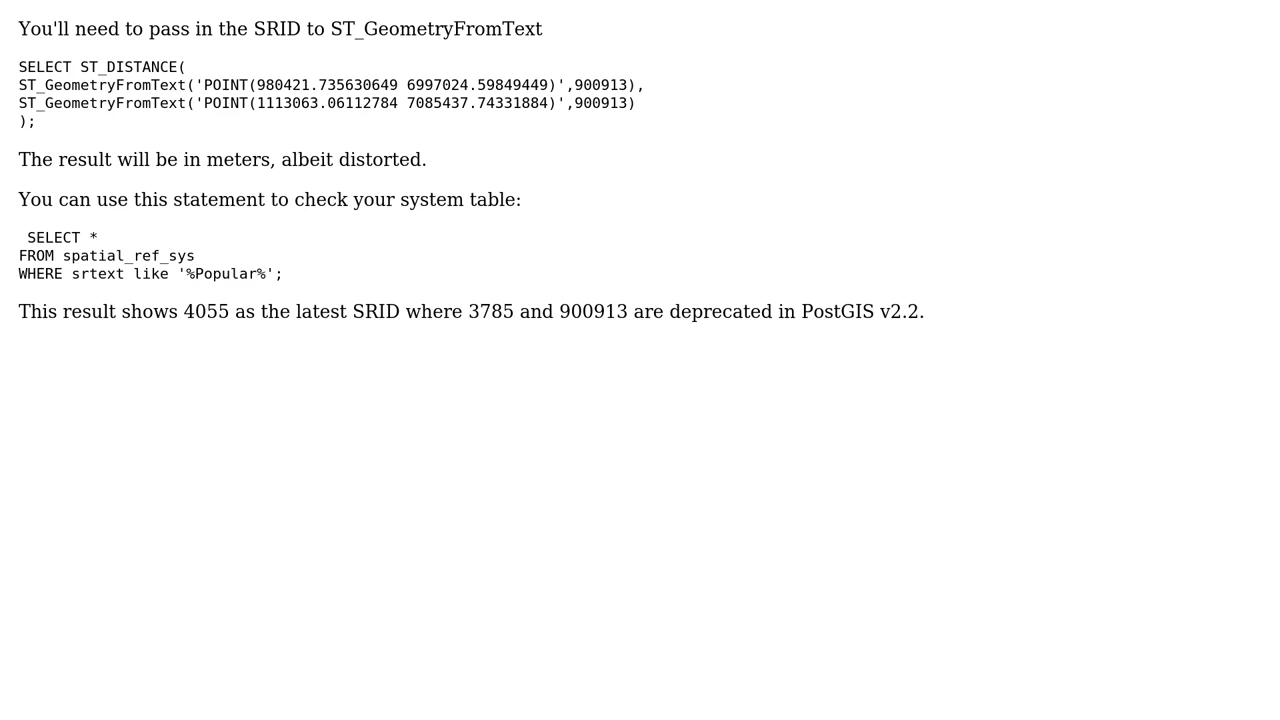 You'll need to pass in the SRID to ST_GeometryFromText
SELECT ST_DISTANCE(
ST_GeometryFromText('POINT(980421.735630649 6997024.59849449)',900913),
ST_GeometryFromText('POINT(1113063.06112784 7085437.74331884)',900913)
);
The result will be in meters, albeit distorted.
You can use this statement to check your system table:
SELECT *
FROM spatial_ref_sys
WHERE srtext like '%Popular%';
This result shows 4055 as the latest SRID where 3785 and 900913 are deprecated in PostGIS v2.2.